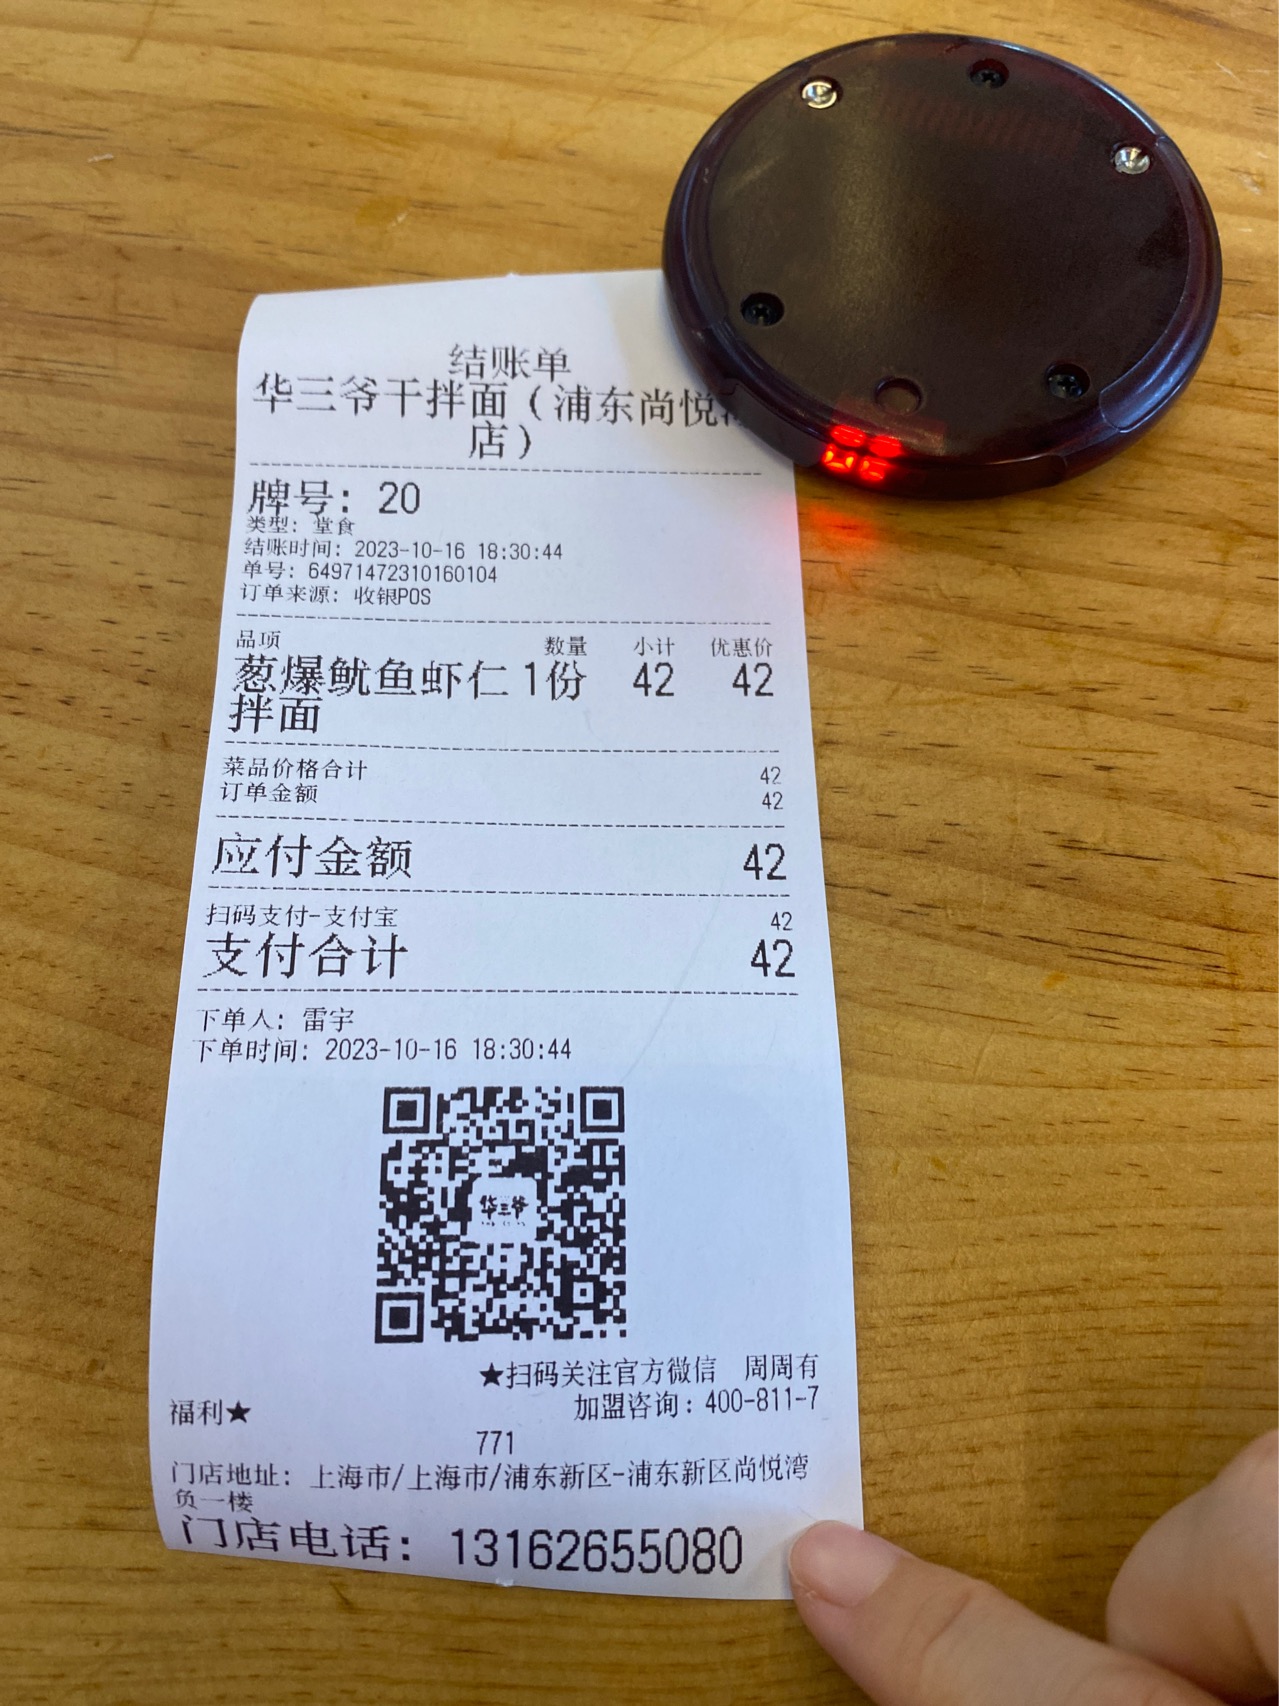 结账单
华三爷干拌面（浦东尚悦
店）
牌号：20
类型：堂食
结账时间：2023-10-16 18:30:44
单号：64971472310160104
订单来源：收银POS
品项 数量 小计 优惠价
葱爆鱿鱼虾仁 1份 42 42
拌面
菜品价格合计 42
订单金额 42
应付金额 42
扫码支付-支付宝 42
支付合计 42
下单人：雷宇
下单时间：2023-10-16 18:30:44
华三爷
★扫码关注官方微信 周周有
福利★ 加盟咨询：400-811-7
771
门店地址：上海市/上海市/浦东新区-浦东新区尚悦湾
负一楼
门店电话：13162655080